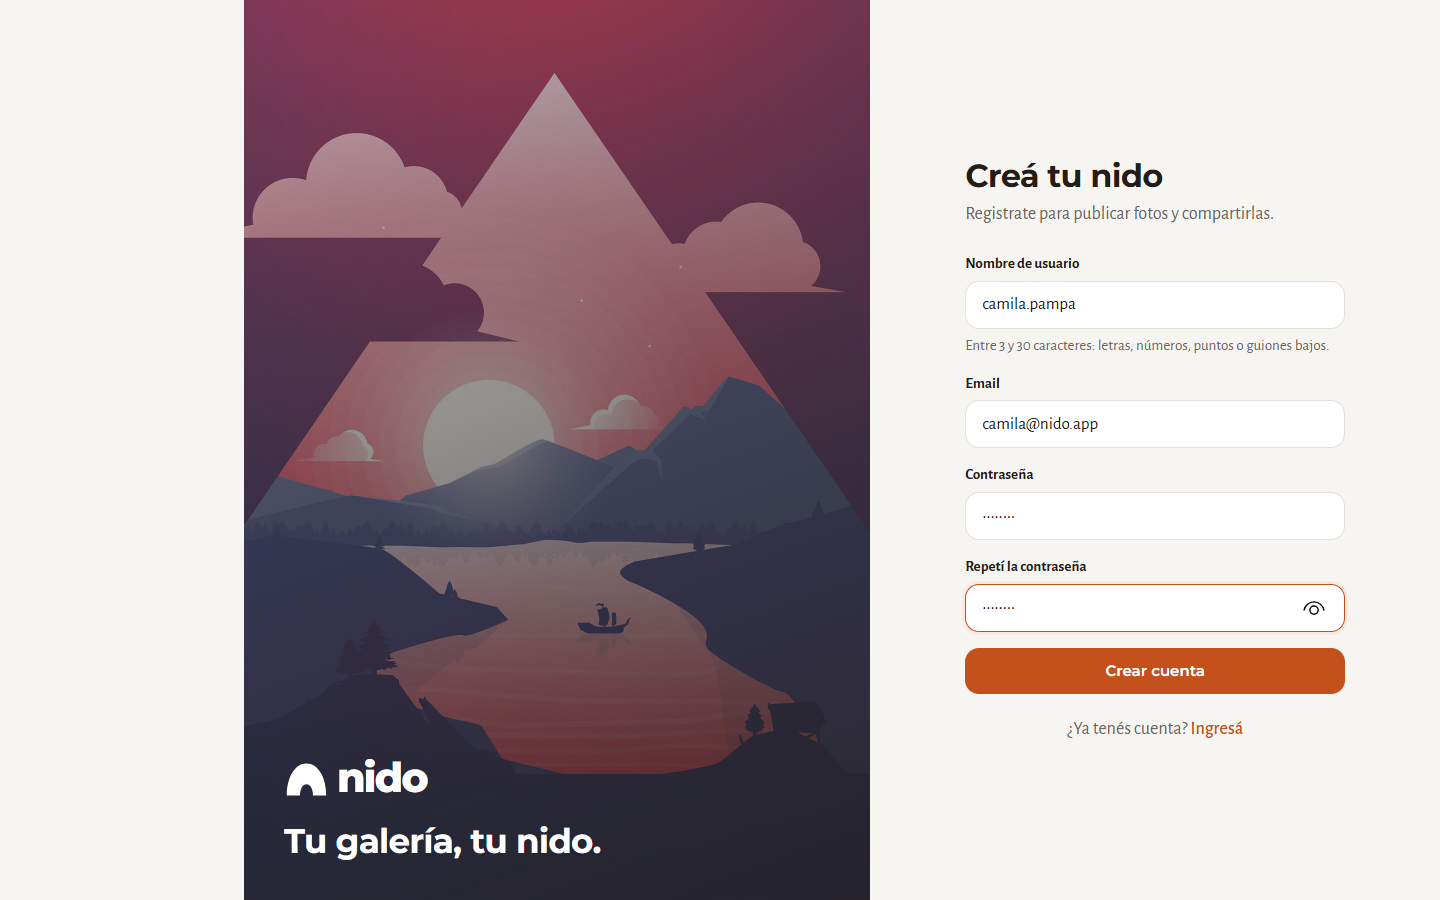 nido
Tu galería, tu nido.
Creá tu nido
Registrate para publicar fotos y compartirlas.
Nombre de usuario
camila.pampa
Entre 3 y 30 caracteres: letras, números, puntos o guiones bajos.
Email
camila@nido.app
Contraseña
········
Repetí la contraseña
········
Crear cuenta
¿Ya tenés cuenta? Ingresá